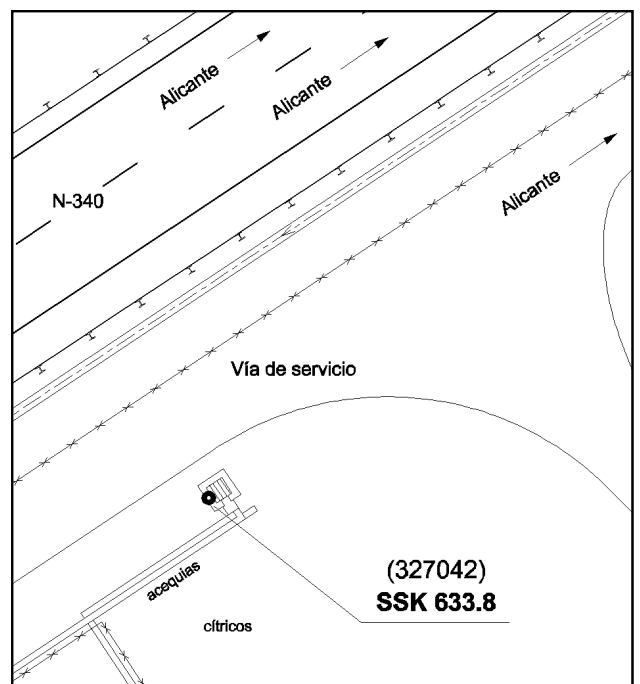 Alicante
Alicante
N-340
Alicante
Vía de servicio
acequias
cítricos
(327042)
SSK 633.8